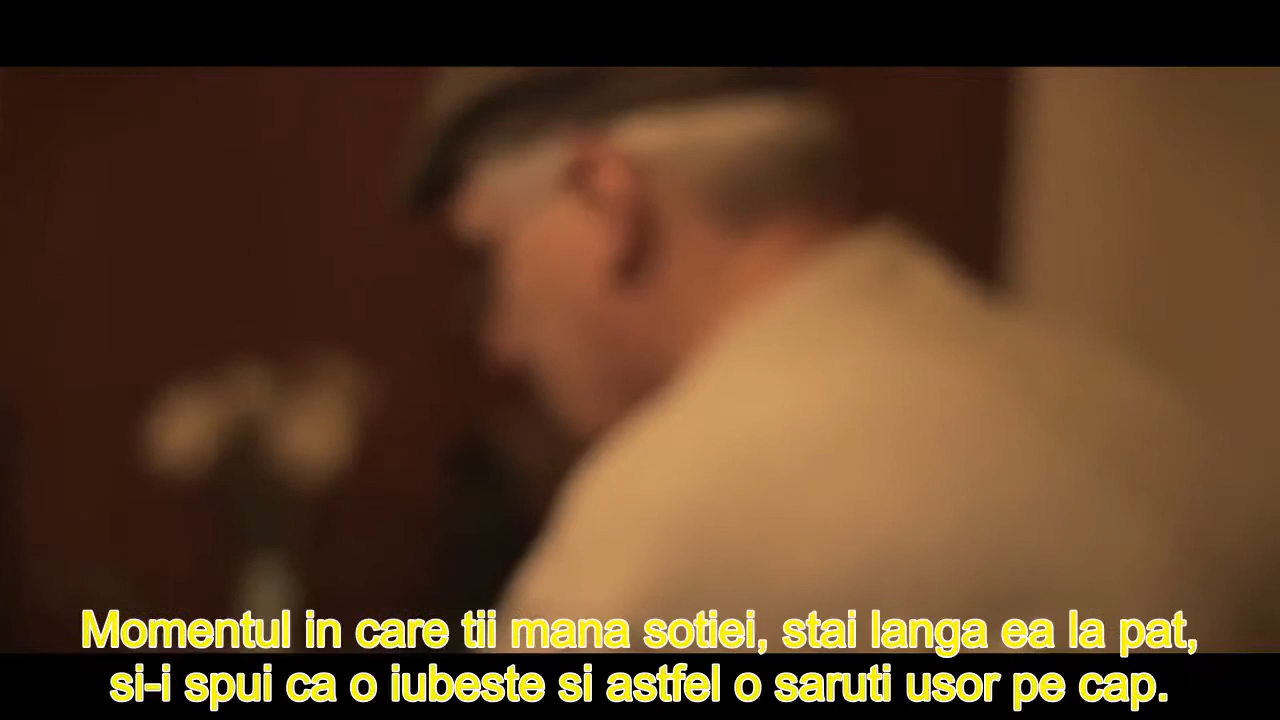 Momentul in care tii mana sotiei, stai langa ea la pat,
si-i spui ca o iubeste si astfel o saruti usor pe cap.